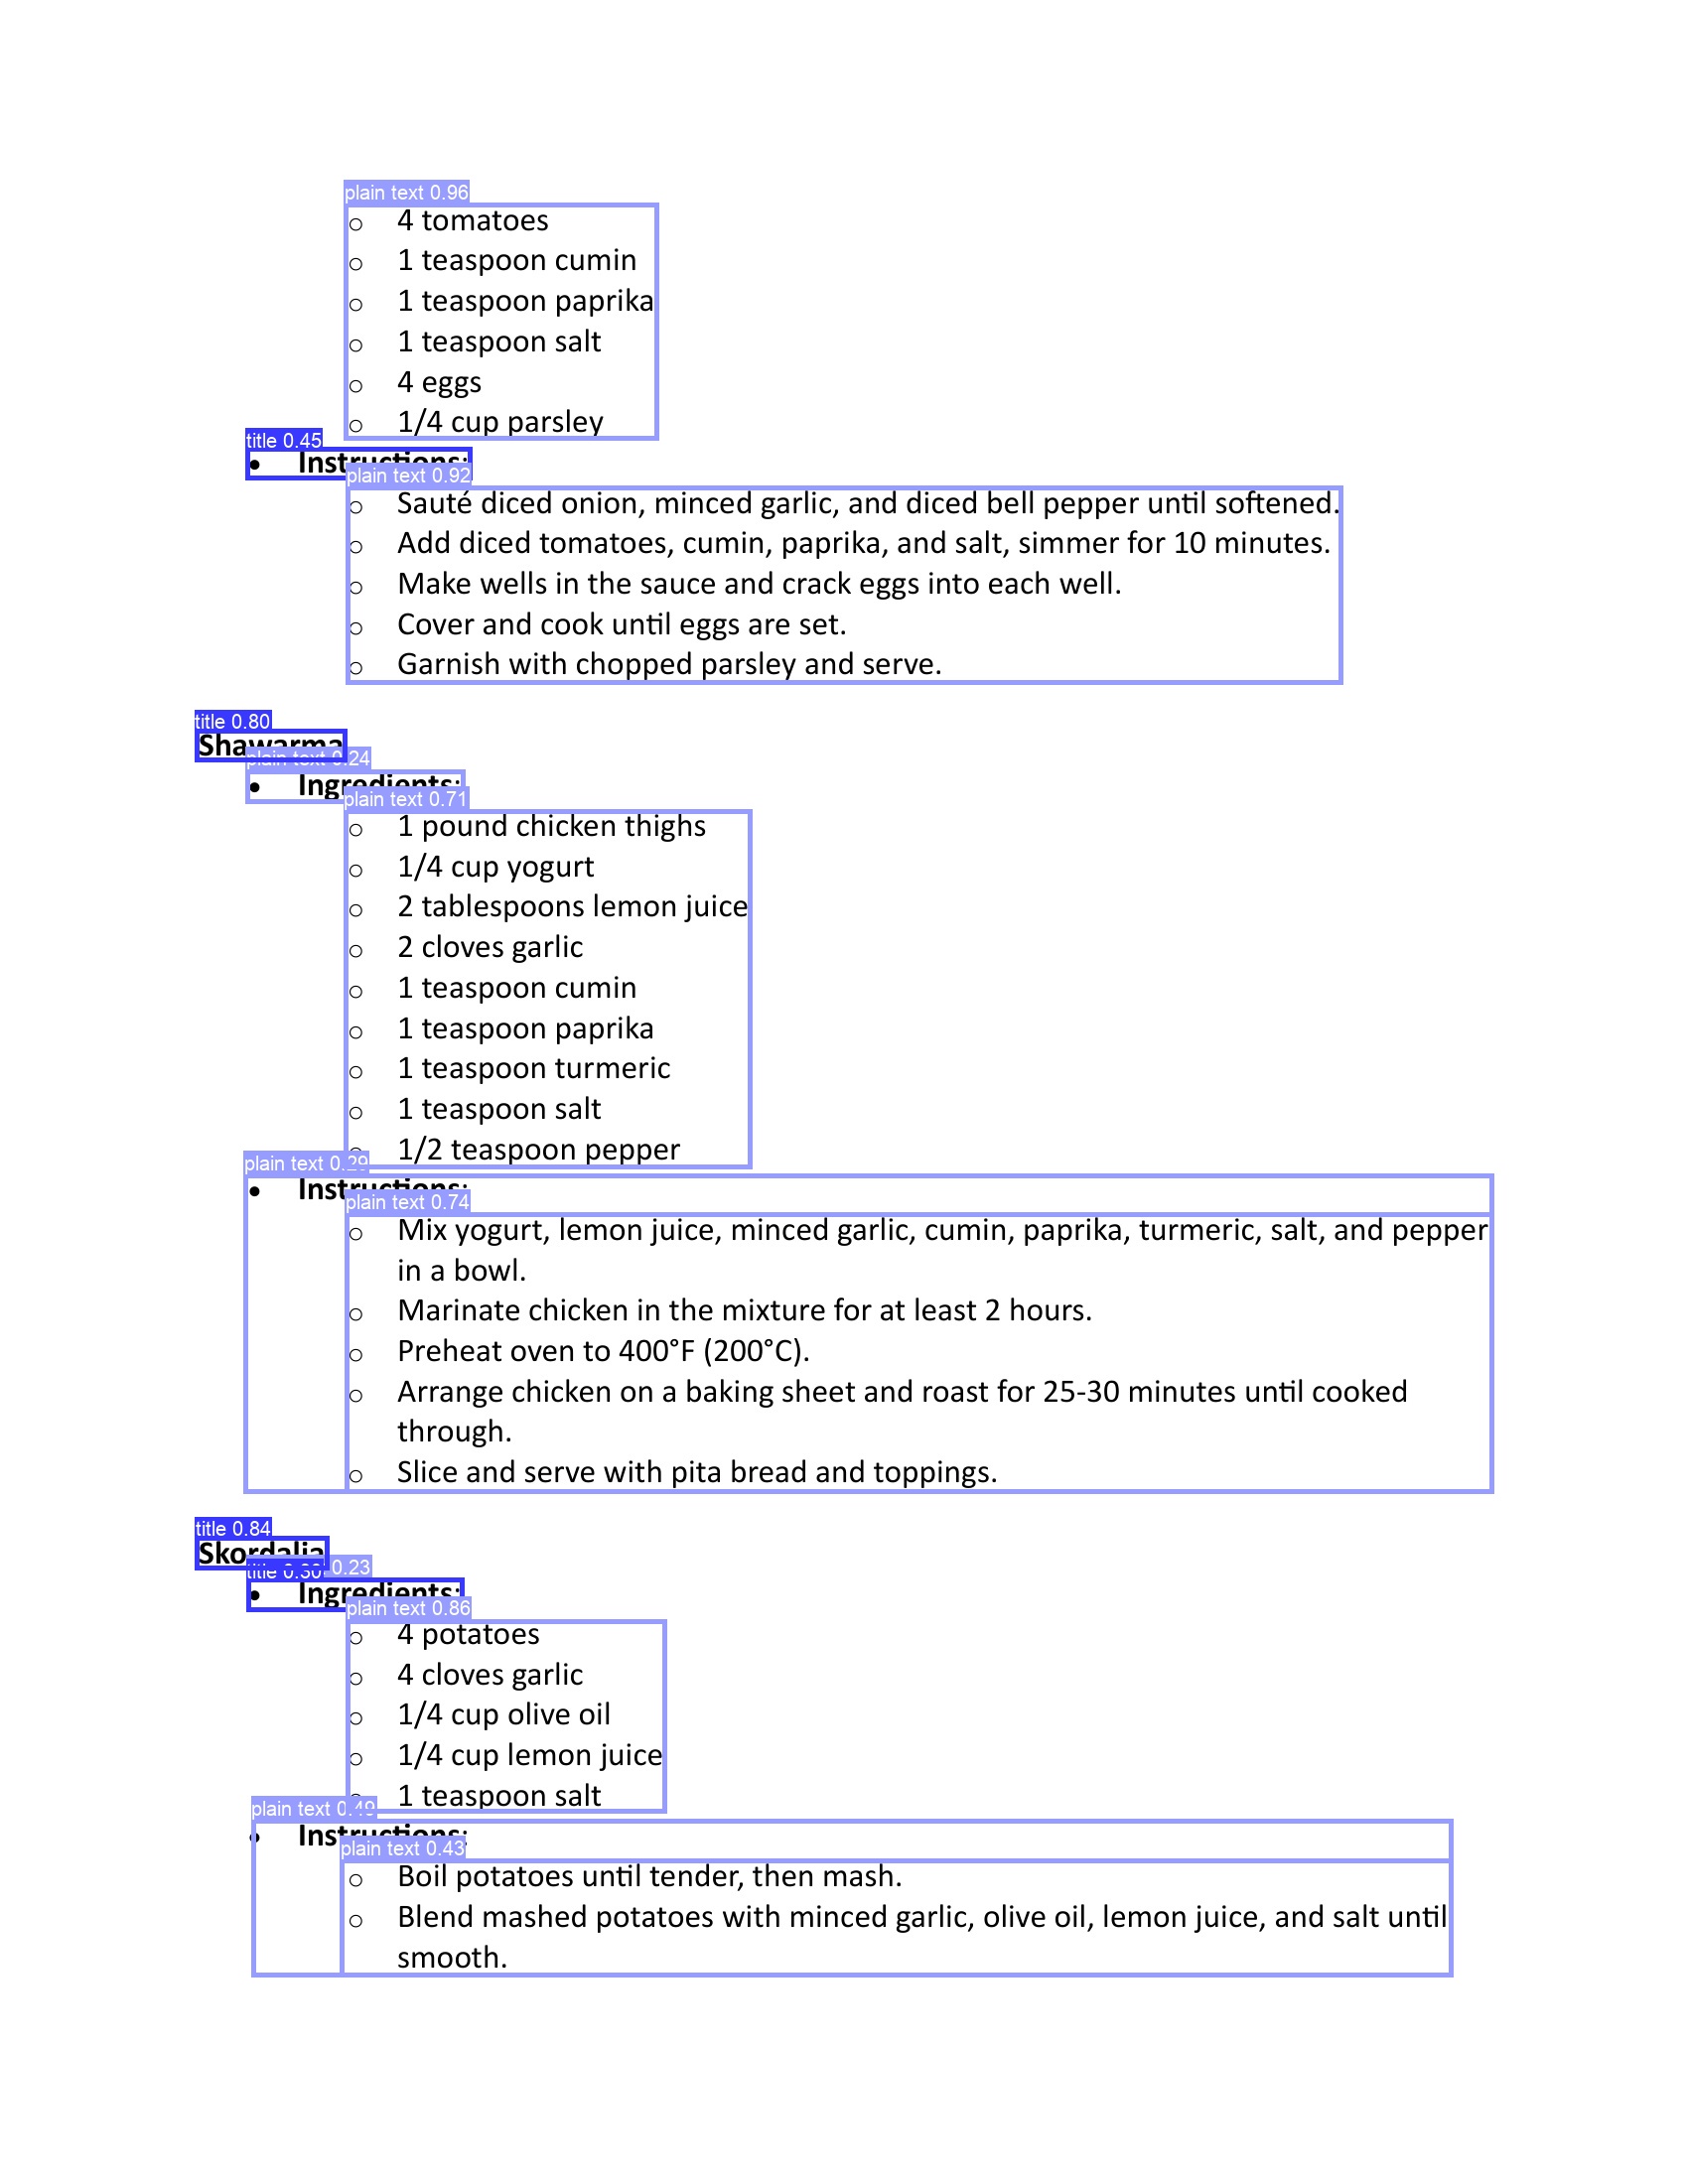 plain text 0.96
○ 4 tomatoes
○ 1 teaspoon cumin
○ 1 teaspoon paprika
○ 1 teaspoon salt
○ 4 eggs
○ 1/4 cup parsley
title 0.45
• Instructions:
plain text 0.92
○ Sauté diced onion, minced garlic, and diced bell pepper until softened.
○ Add diced tomatoes, cumin, paprika, and salt, simmer for 10 minutes.
○ Make wells in the sauce and crack eggs into each well.
○ Cover and cook until eggs are set.
○ Garnish with chopped parsley and serve.
title 0.80
Shawarma
plain text 0.24
• Ingredients:
plain text 0.71
○ 1 pound chicken thighs
○ 1/4 cup yogurt
○ 2 tablespoons lemon juice
○ 2 cloves garlic
○ 1 teaspoon cumin
○ 1 teaspoon paprika
○ 1 teaspoon turmeric
○ 1 teaspoon salt
○ 1/2 teaspoon pepper
plain text 0.29
• Instructions:
plain text 0.74
○ Mix yogurt, lemon juice, minced garlic, cumin, paprika, turmeric, salt, and pepper
in a bowl.
○ Marinate chicken in the mixture for at least 2 hours.
○ Preheat oven to 400°F (200°C).
○ Arrange chicken on a baking sheet and roast for 25-30 minutes until cooked
through.
○ Slice and serve with pita bread and toppings.
title 0.84
Skordalia
title 0.30 0.23
• Ingredients:
plain text 0.86
○ 4 potatoes
○ 4 cloves garlic
○ 1/4 cup olive oil
○ 1/4 cup lemon juice
○ 1 teaspoon salt
plain text 0.49
• Instructions:
plain text 0.43
○ Boil potatoes until tender, then mash.
○ Blend mashed potatoes with minced garlic, olive oil, lemon juice, and salt until
smooth.